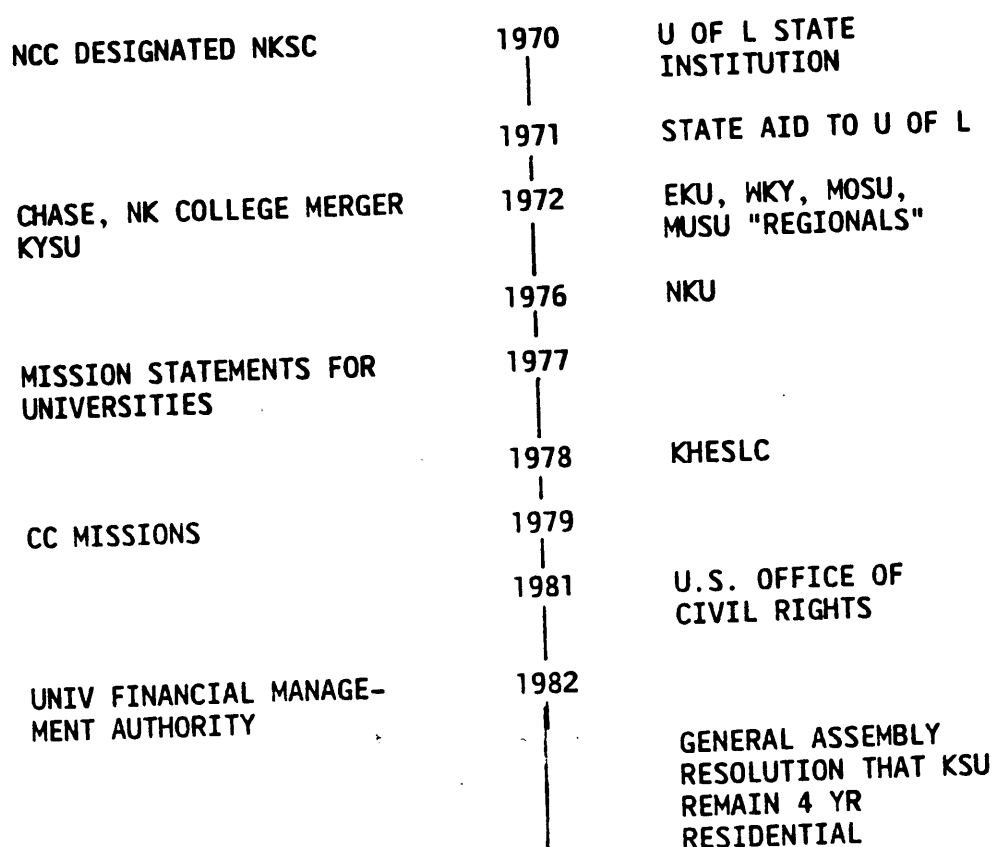 NCC DESIGNATED NKSC 1970 U OF L STATE
INSTITUTION
1971 STATE AID TO U OF L
CHASE, NK COLLEGE MERGER 1972 EKU, WKY, MOSU,
KYSU MUSU "REGIONALS"
1976 NKU
MISSION STATEMENTS FOR 1977
UNIVERSITIES
1978 KHESLC
CC MISSIONS 1979
1981 U.S. OFFICE OF
CIVIL RIGHTS
UNIV FINANCIAL MANAGE- 1982
MENT AUTHORITY
GENERAL ASSEMBLY
RESOLUTION THAT KSU
REMAIN 4 YR
RESIDENTIAL